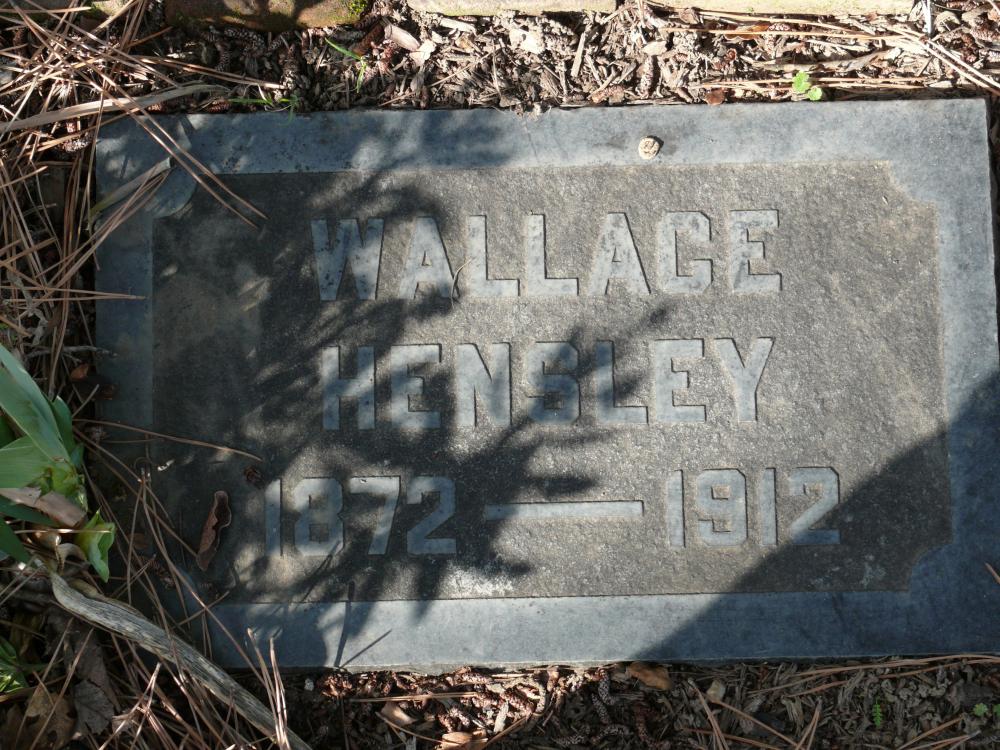 WALLACE
HENSLEY
1872 — 1912